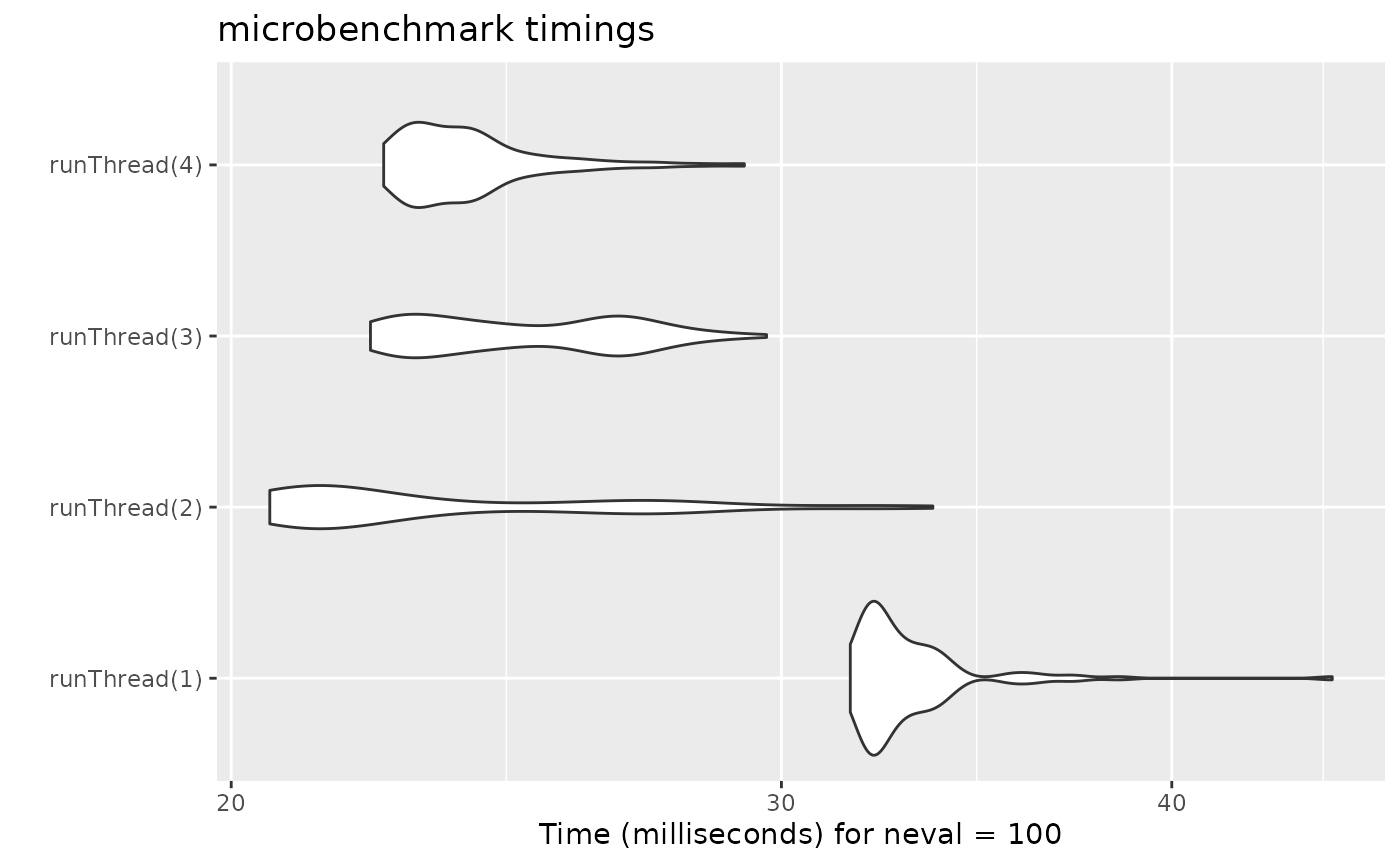 microbenchmark timings
runThread(4)
runThread(3)
runThread(2)
runThread(1)
20 30 40
Time (milliseconds) for neval = 100